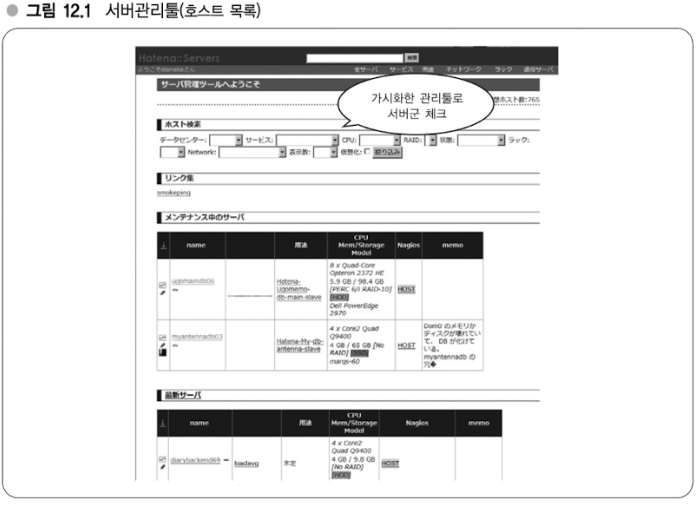 그림 12.1 서버관리툴(호스트 목록)
Hatena::Servers
検索
ようこそstanakaさん
全サーバ サービス 用途 ネットワーク ラック 退役サーバ
サーバ管理ツールへようこそ
가시화한 관리툴로
서버군 체크
想ホスト数:765
ホスト検索
データセンター: サービス: CPU: RAID: 状態: ラック:
Network: 表示数: 仮想化: 絞り込み
リンク集
smokeping
メンテナンス中のサーバ
name 用途 CPU Mem/Storage Model Nagios memo
ugomaindb06
Hatena-
Ugomemo-
db-main-slave
8 x Quad-Core
Opteron 2372 HE
5.9 GB / 98.4 GB
[PERC 6/i RAID-10]
[HDD]
Dell PowerEdge
2970
HOST
myantennadb03
Hatena-My-db-
antenna-slave
4 x Core2 Quad
Q9400
4 GB / 65 GB [No
RAID] [SSD]
marqs-60
HOST
Dom0 のメモリか
ディスクが壊れてい
て、DB が化けて
いる。
myantennadb の
最新サーバ
name 用途 CPU Mem/Storage Model Nagios memo
diarybackend69
loadavg
未定
4 x Core2
Quad Q9400
4 GB / 9.8 GB
[No RAID]
[HDD]
HOST